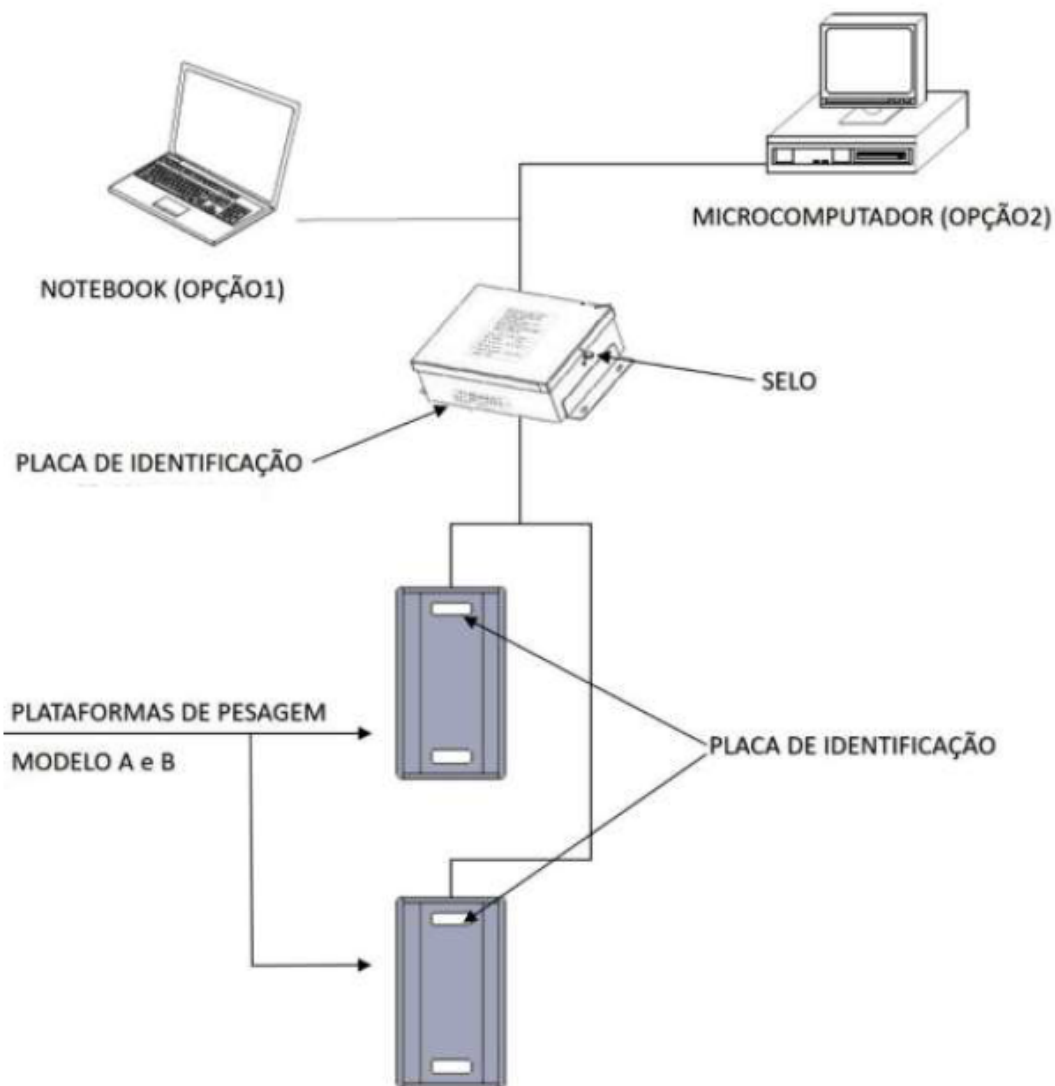 MICROCOMPUTADOR (OPÇÃO2)
NOTEBOOK (OPÇÃO1)
SELO
PLACA DE IDENTIFICAÇÃO
PLATAFORMAS DE PESAGEM
MODELO A e B
PLACA DE IDENTIFICAÇÃO